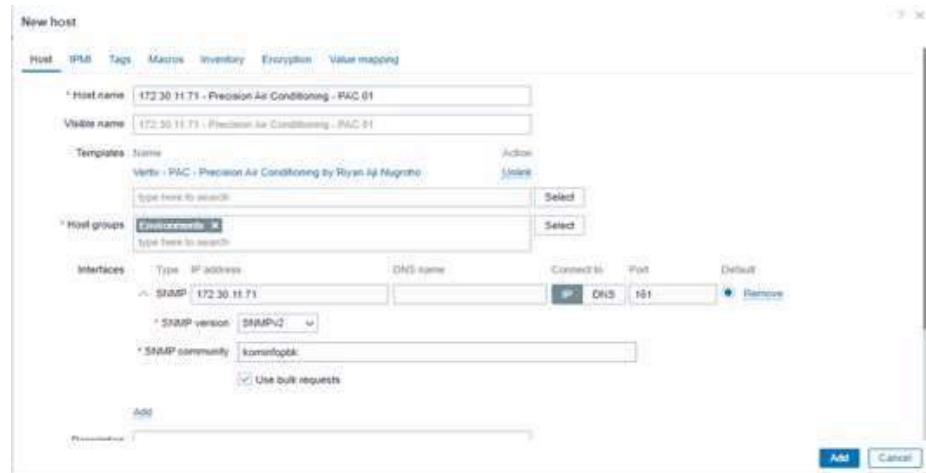 New host
? ×
Host IPMI Tags Macros Inventory Encryption Value mapping
* Host name 172.30.11.71 - Precision Air Conditioning - PAC 01
Visible name 172.30.11.71 - Precision Air Conditioning - PAC 01
Templates Name Action
Vertiv - PAC - Precision Air Conditioning by Riyan Aji Nugroho Unlink
type here to search Select
* Host groups Environments × Select
type here to search
Interfaces Type IP address DNS name Connect to Port Default
SNMP 172.30.11.71 IP DNS 161 Remove
* SNMP version SNMPv2
* SNMP community kominfopbk
Use bulk requests
Add
Description
Add Cancel